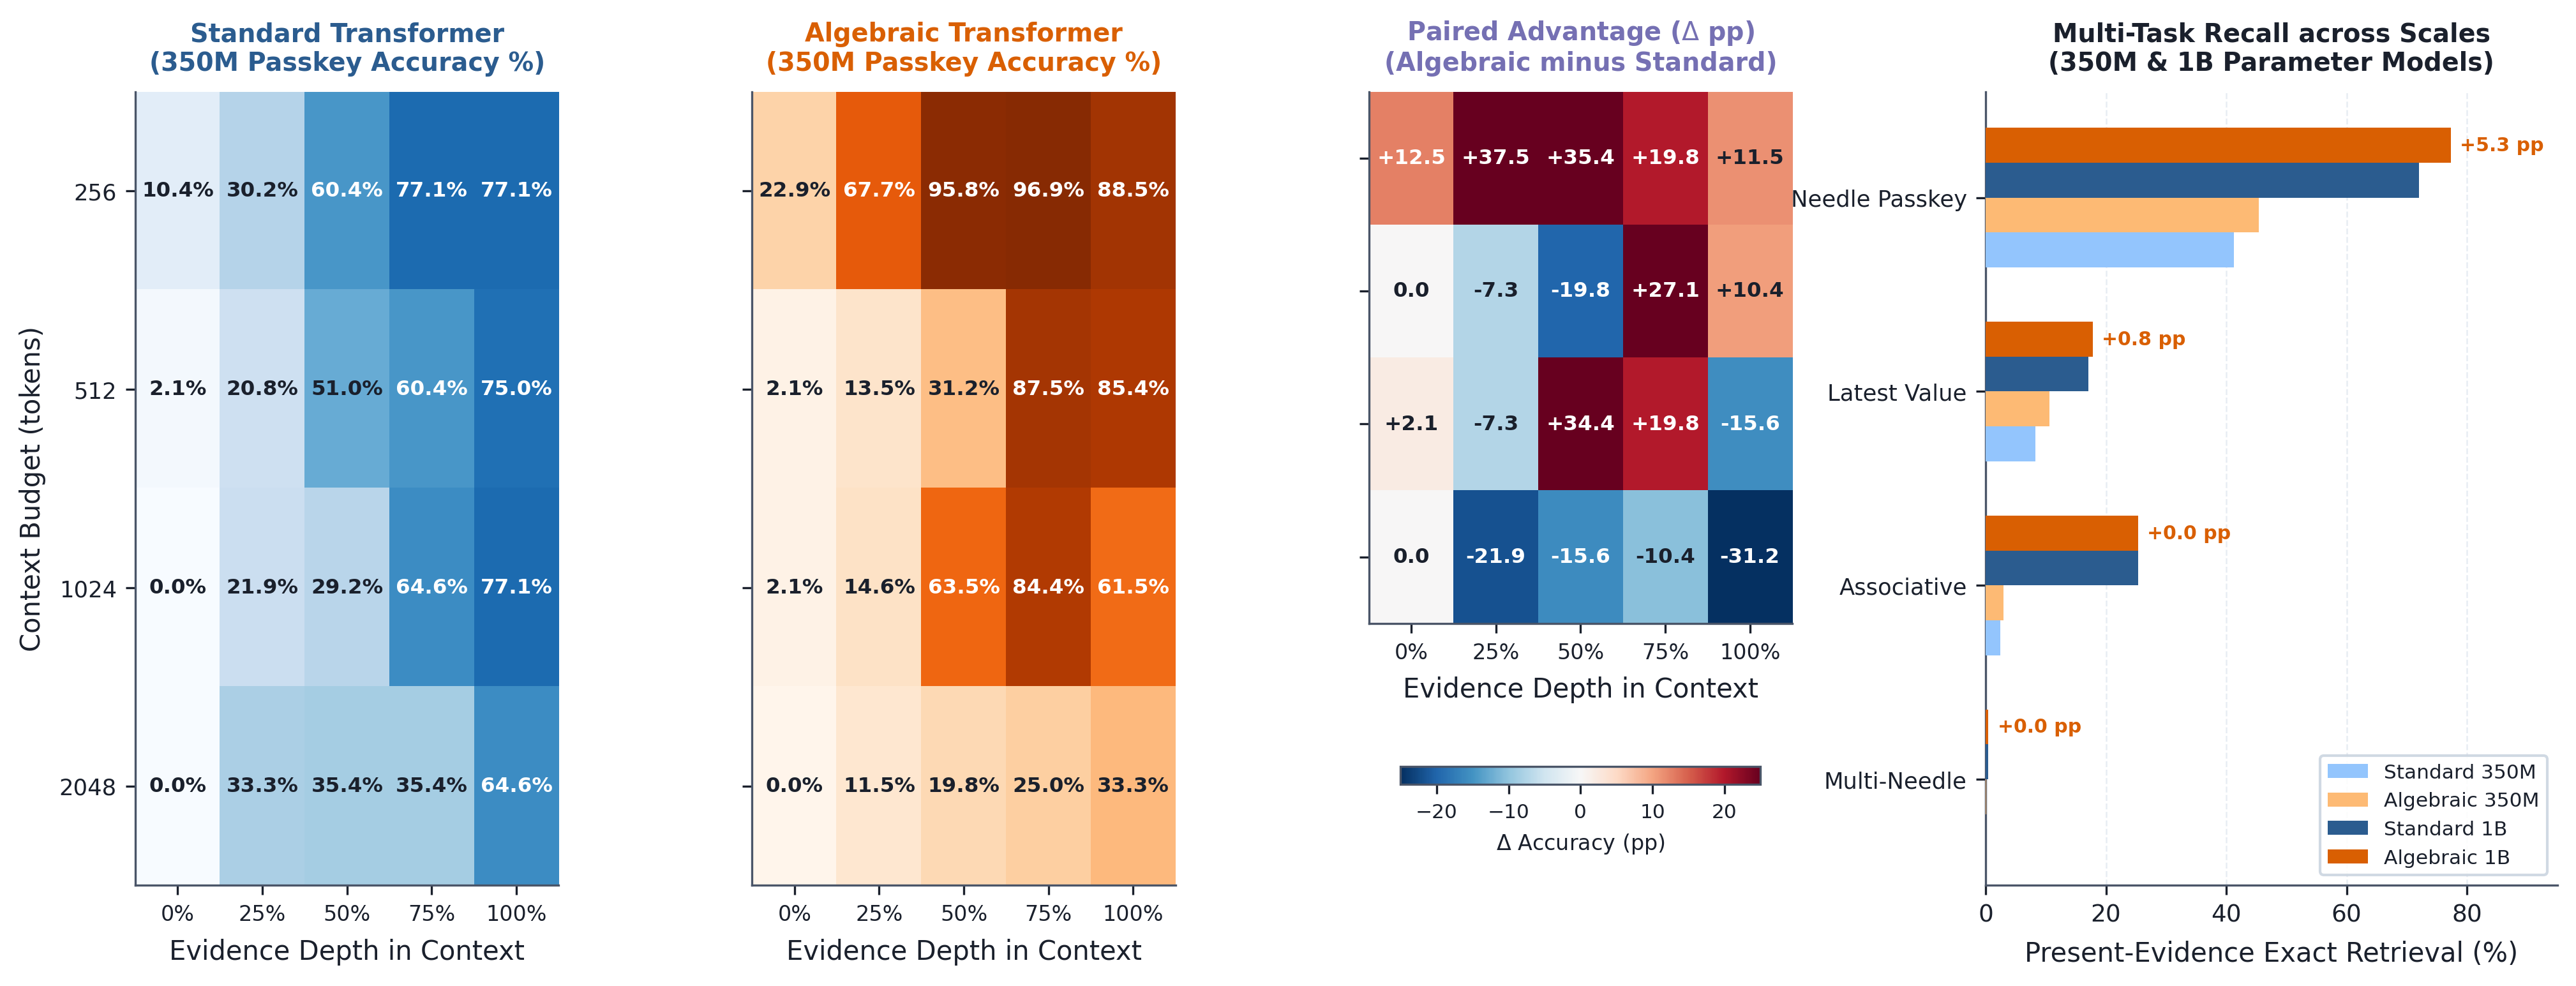 Standard Transformer
(350M Passkey Accuracy %)
Context Budget (tokens)
256
10.4% 30.2% 60.4% 77.1% 77.1%
512
2.1% 20.8% 51.0% 60.4% 75.0%
1024
0.0% 21.9% 29.2% 64.6% 77.1%
2048
0.0% 33.3% 35.4% 35.4% 64.6%
0% 25% 50% 75% 100%
Evidence Depth in Context
Algebraic Transformer
(350M Passkey Accuracy %)
22.9% 67.7% 95.8% 96.9% 88.5%
2.1% 13.5% 31.2% 87.5% 85.4%
2.1% 14.6% 63.5% 84.4% 61.5%
0.0% 11.5% 19.8% 25.0% 33.3%
0% 25% 50% 75% 100%
Evidence Depth in Context
Paired Advantage (Δ pp)
(Algebraic minus Standard)
+12.5 +37.5 +35.4 +19.8 +11.5
0.0 -7.3 -19.8 +27.1 +10.4
+2.1 -7.3 +34.4 +19.8 -15.6
0.0 -21.9 -15.6 -10.4 -31.2
0% 25% 50% 75% 100%
Evidence Depth in Context
−20 −10 0 10 20
Δ Accuracy (pp)
Multi-Task Recall across Scales
(350M & 1B Parameter Models)
+5.3 pp
Needle Passkey
+0.8 pp
Latest Value
+0.0 pp
Associative
+0.0 pp
Multi-Needle
Standard 350M
Algebraic 350M
Standard 1B
Algebraic 1B
0 20 40 60 80
Present-Evidence Exact Retrieval (%)